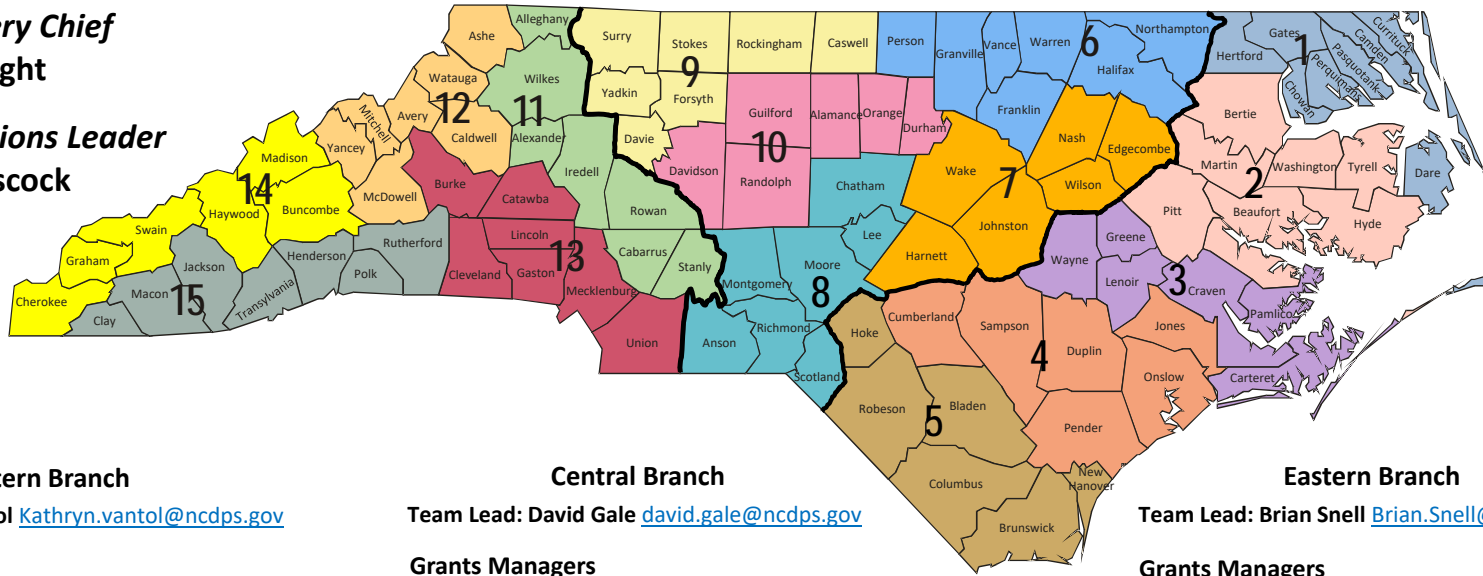 ery Chief
ght
ions Leader
scock
Alleghany
Ashe
Surry
Stokes
Rockingham
Caswell
Person
Granville
Vance
Warren
6
Northampton
Halifax
Hertford
Gates
1
Currituck
Camden
Pasquotank
Perquimans
Chowan
Watauga
12
Wilkes
11
9
Yadkin
Forsyth
Guilford
Alamance
Orange
Durham
Franklin
Nash
Edgecombe
Bertie
Mitchell
Avery
Caldwell
Alexander
Davie
10
Yancey
Madison
14
McDowell
Burke
Catawba
Iredell
Davidson
Randolph
Chatham
Wake
7
Wilson
Martin
2
Washington
Tyrell
Dare
Haywood
Buncombe
Rowan
Johnston
Pitt
Beaufort
Hyde
Swain
Graham
Jackson
Henderson
Rutherford
Polk
Lincoln
13
Cabarrus
Stanly
Lee
Moore
Harnett
Wayne
Greene
Lenoir
3
Craven
Cherokee
Macon
15
Clay
Transylvania
Cleveland
Gaston
Mecklenburg
Montgomery
8
Pamlico
Union
Anson
Richmond
Scotland
Hoke
Cumberland
Sampson
4
Duplin
Jones
Onslow
Carteret
Robeson
Bladen
5
Pender
Columbus
New
Hanover
Brunswick
tern Branch
ol Kathryn.vantol@ncdps.gov
Central Branch
Team Lead: David Gale david.gale@ncdps.gov
Grants Managers
Eastern Branch
Team Lead: Brian Snell Brian.Snell@
Grants Managers